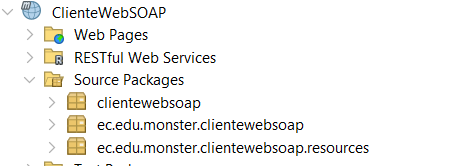 ClienteWebSOAP
Web Pages
RESTful Web Services
Source Packages
clientewebsoap
ec.edu.monster.clientewebsoap
ec.edu.monster.clientewebsoap.resources